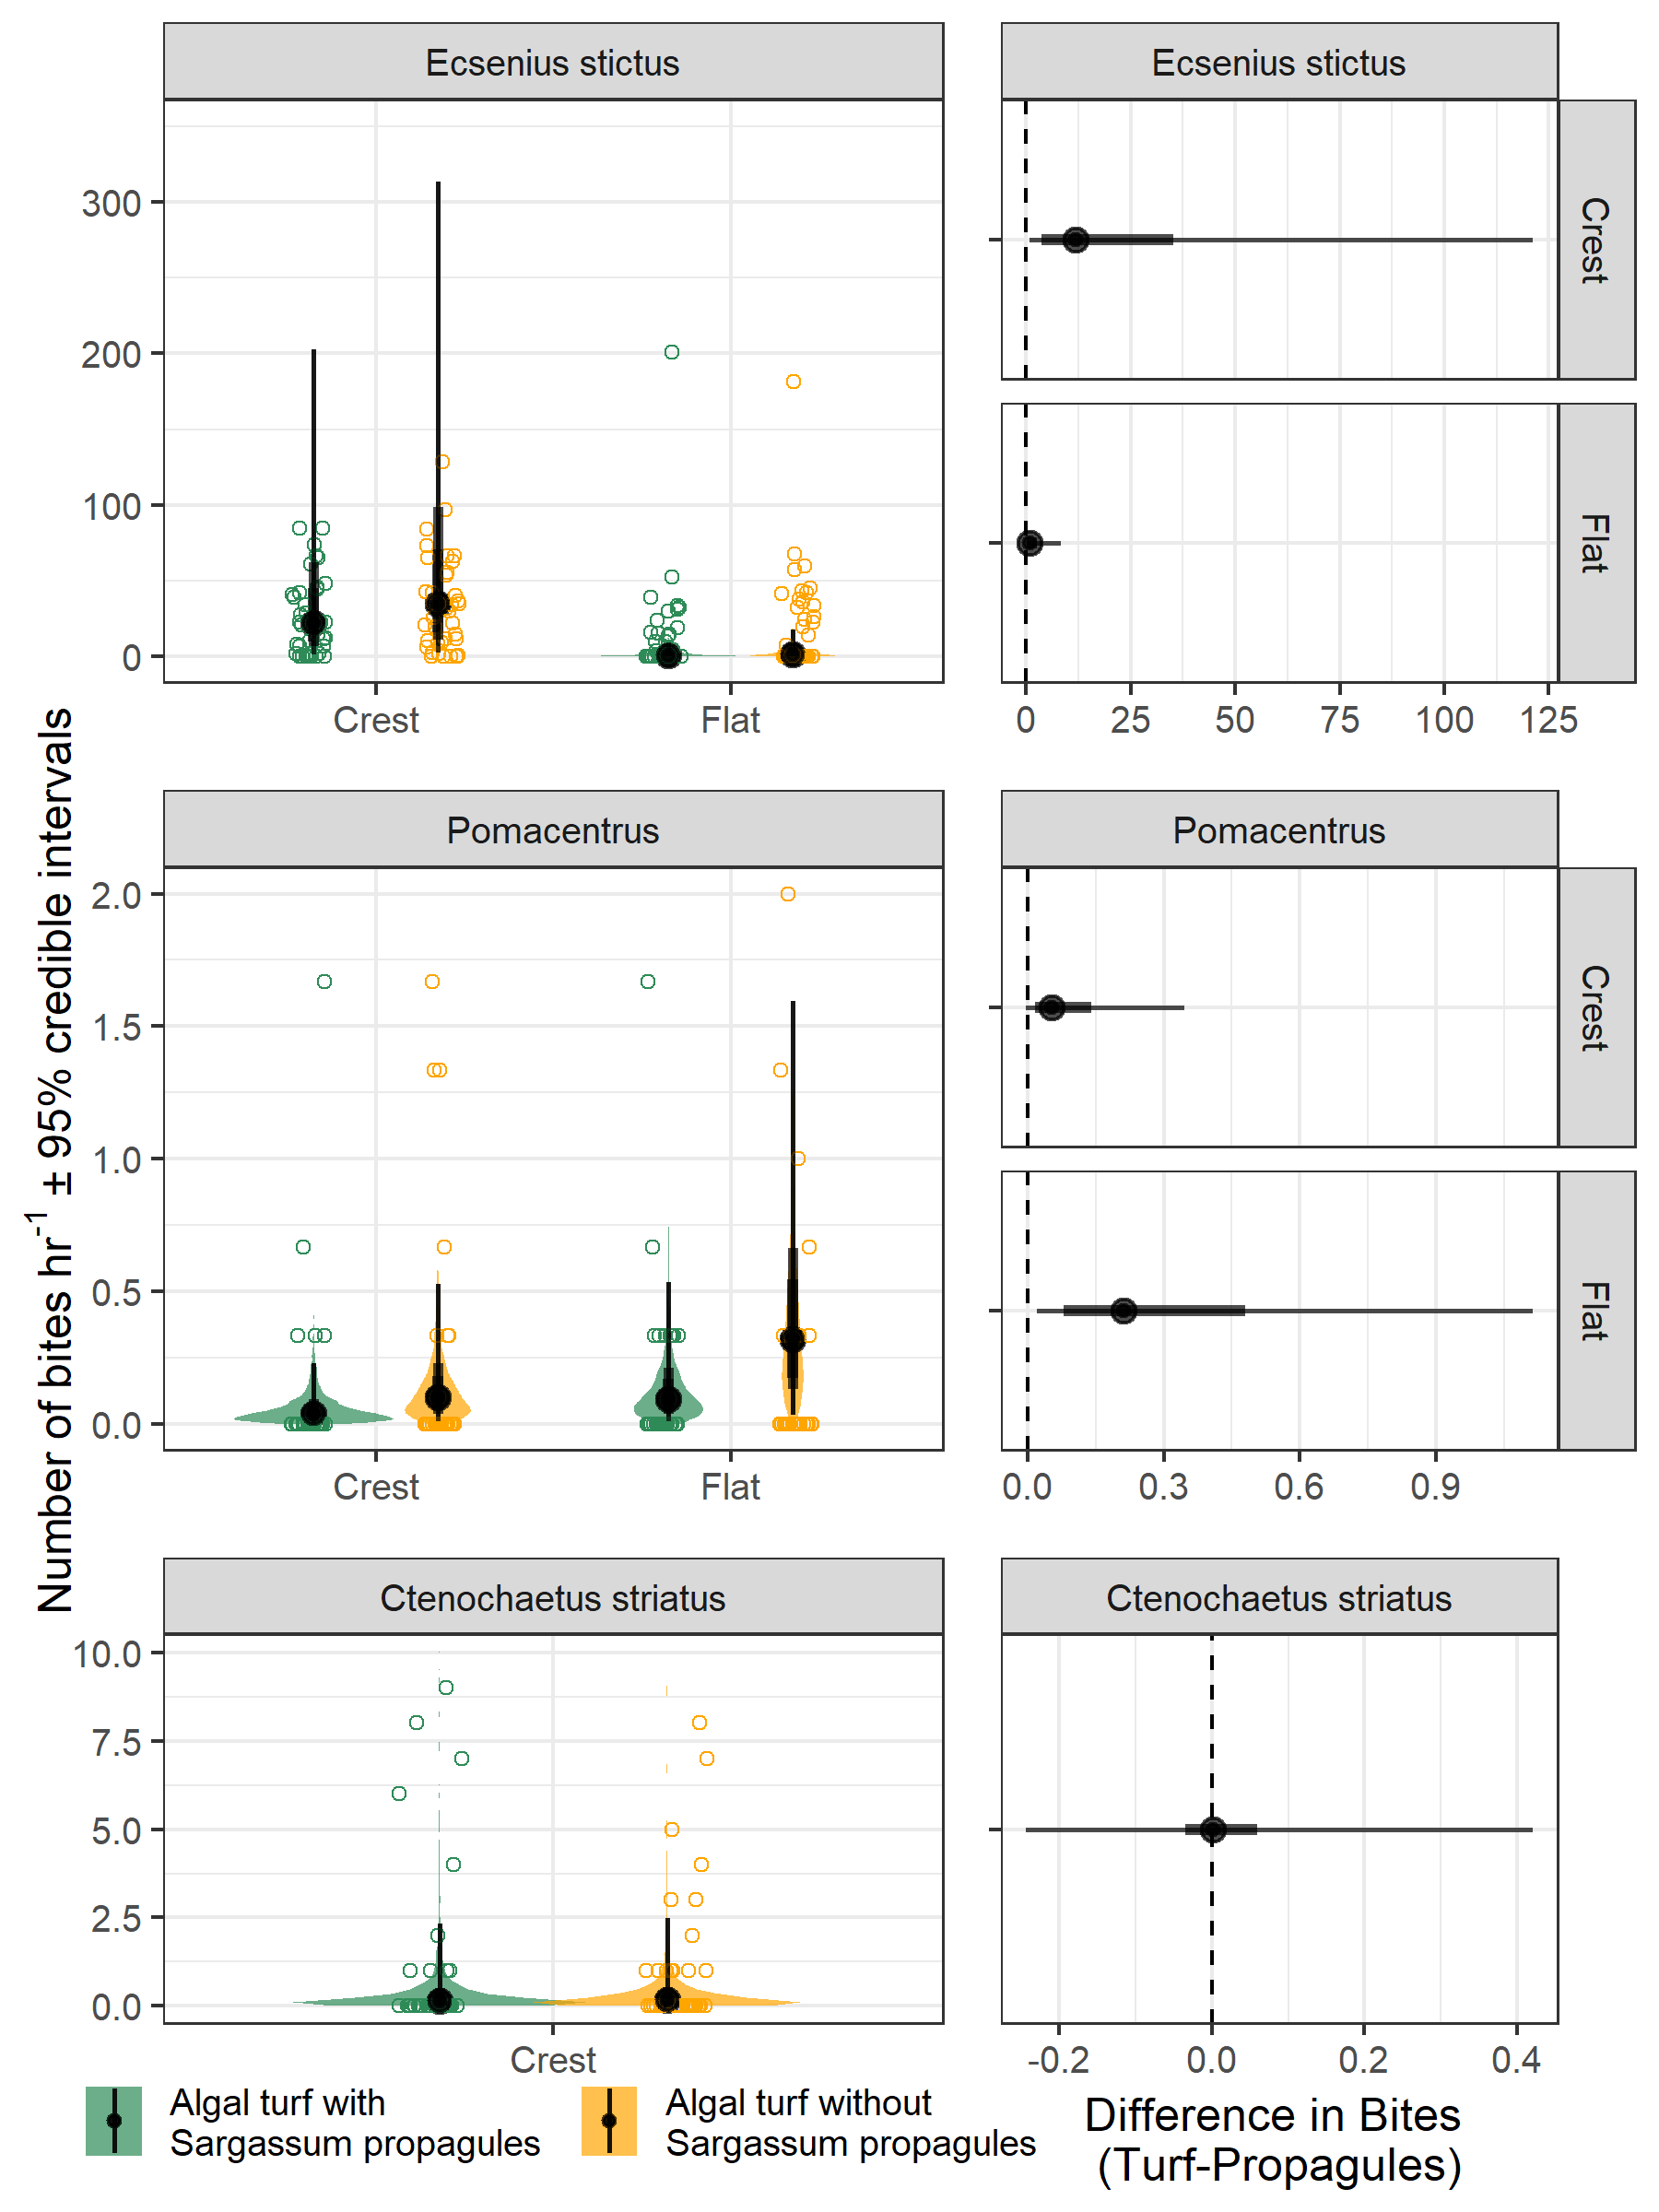 Ecsenius stictus
Ecsenius stictus
300
200
100
0
Crest
Flat
Crest
Flat
0 25 50 75 100 125
Number of bites hr-1 ± 95% credible intervals
Pomacentrus
Pomacentrus
2.0
1.5
1.0
0.5
0.0
Crest
Flat
Crest
Flat
0.0 0.3 0.6 0.9
Ctenochaetus striatus
Ctenochaetus striatus
10.0
7.5
5.0
2.5
0.0
Crest
-0.2 0.0 0.2 0.4
Algal turf with
Sargassum propagules
Algal turf without
Sargassum propagules
Difference in Bites
(Turf-Propagules)